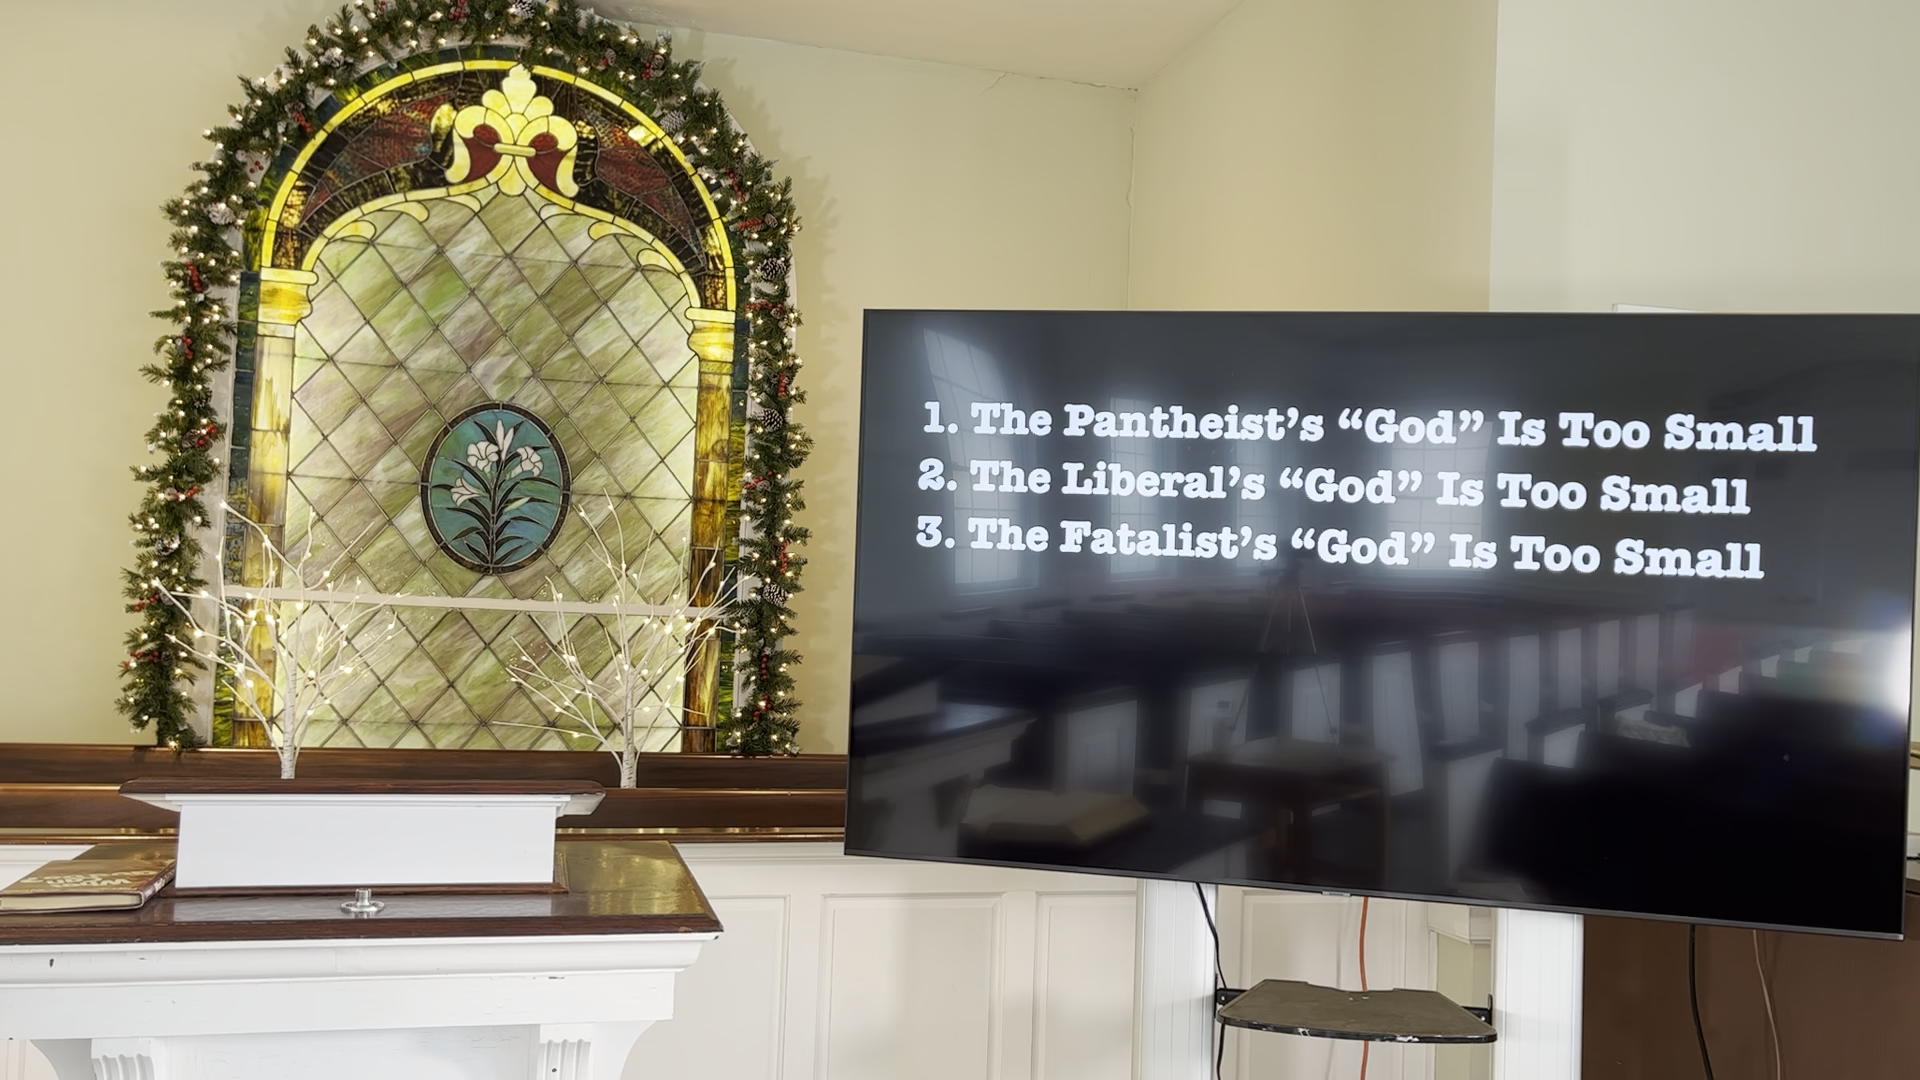 1. The Pantheist’s “God” Is Too Small
2. The Liberal’s “God” Is Too Small
3. The Fatalist’s “God” Is Too Small